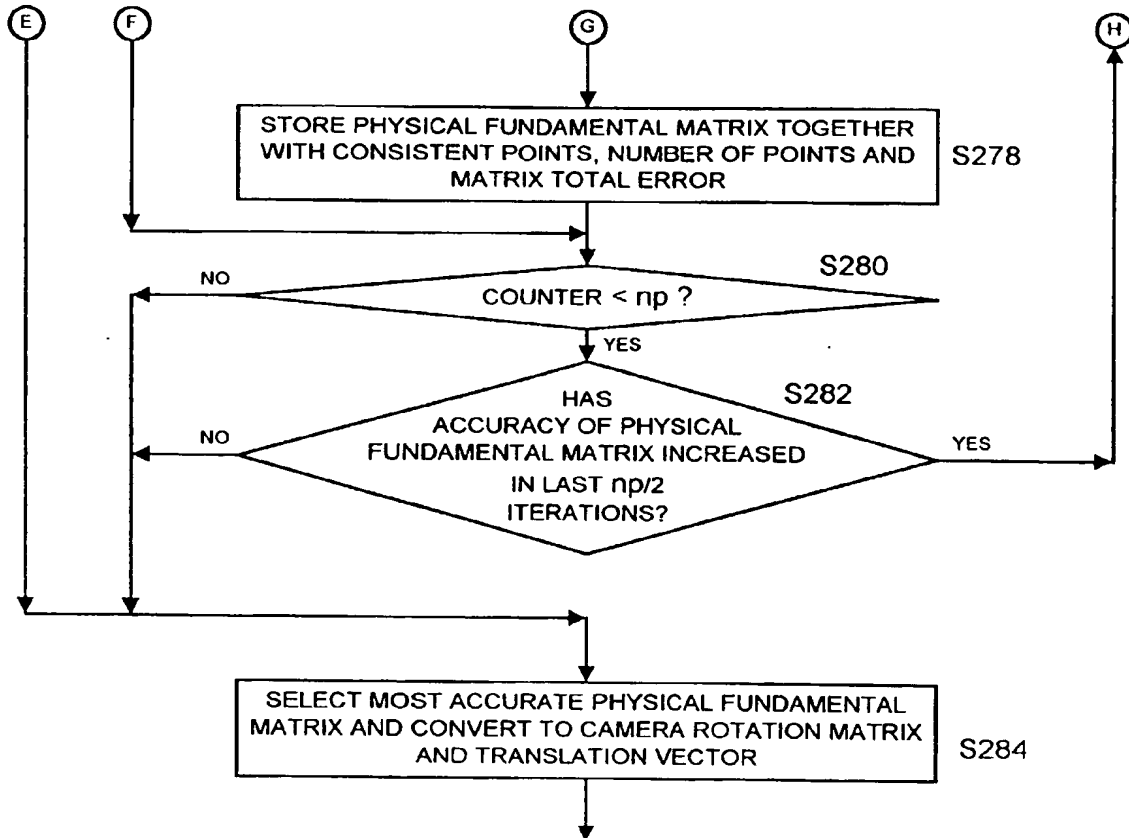 E
F
G
H
STORE PHYSICAL FUNDAMENTAL MATRIX TOGETHER
WITH CONSISTENT POINTS, NUMBER OF POINTS AND
MATRIX TOTAL ERROR
S278
S280
NO
COUNTER < np ?
YES
S282
HAS
ACCURACY OF PHYSICAL
FUNDAMENTAL MATRIX INCREASED
IN LAST np/2
ITERATIONS?
NO
YES
SELECT MOST ACCURATE PHYSICAL FUNDAMENTAL
MATRIX AND CONVERT TO CAMERA ROTATION MATRIX
AND TRANSLATION VECTOR
S284